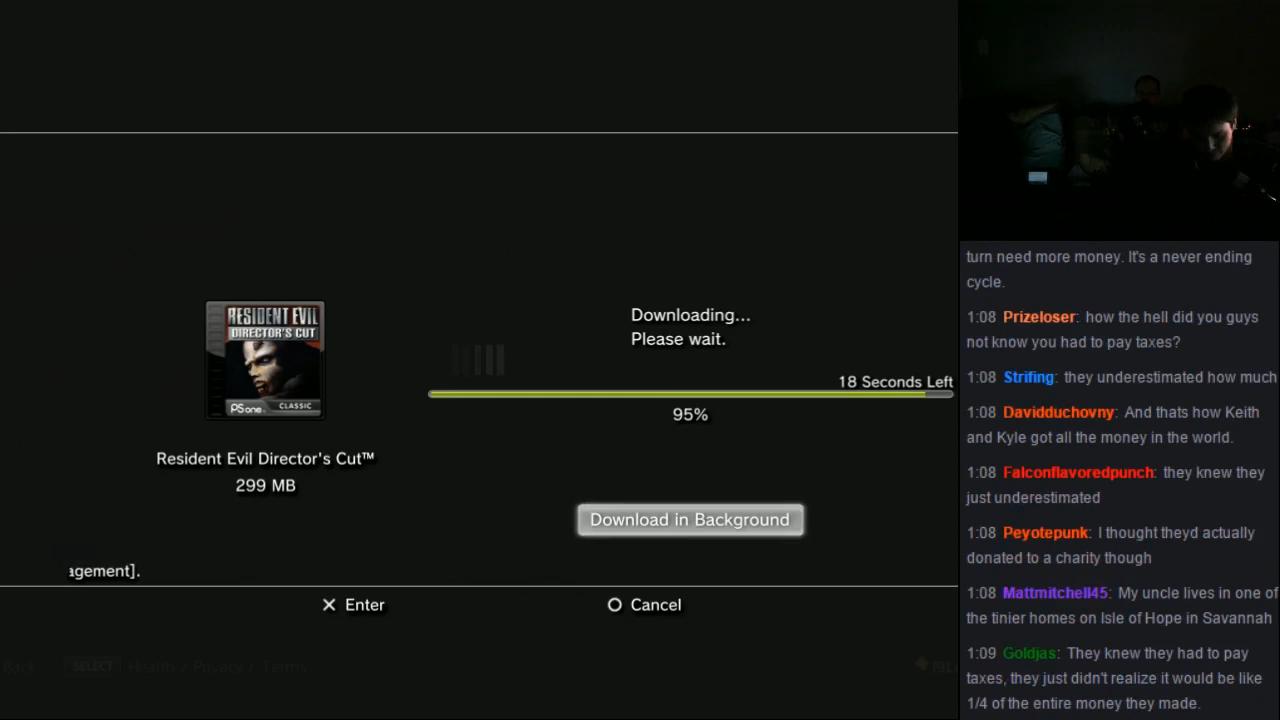 RESIDENT EVIL
DIRECTOR'S CUT
PS one
CLASSIC
Resident Evil Director's Cut™
299 MB
Downloading...
Please wait.
18 Seconds Left
95%
Download in Background
agement].
Enter
Cancel
Back
SELECT
Health / Privacy / Terms
turn need more money. It's a never ending
cycle.
1:08 Prizeloser: how the hell did you guys
not know you had to pay taxes?
1:08 Strifing: they underestimated how much
1:08 Davidduchovny: And thats how Keith
and Kyle got all the money in the world.
1:08 Falconflavoredpunch: they knew they
just underestimated
1:08 Peyotepunk: I thought theyd actually
donated to a charity though
1:08 Mattmitchell45: My uncle lives in one of
the tinier homes on Isle of Hope in Savannah
1:09 Goldjas: They knew they had to pay
taxes, they just didn't realize it would be like
1/4 of the entire money they made.